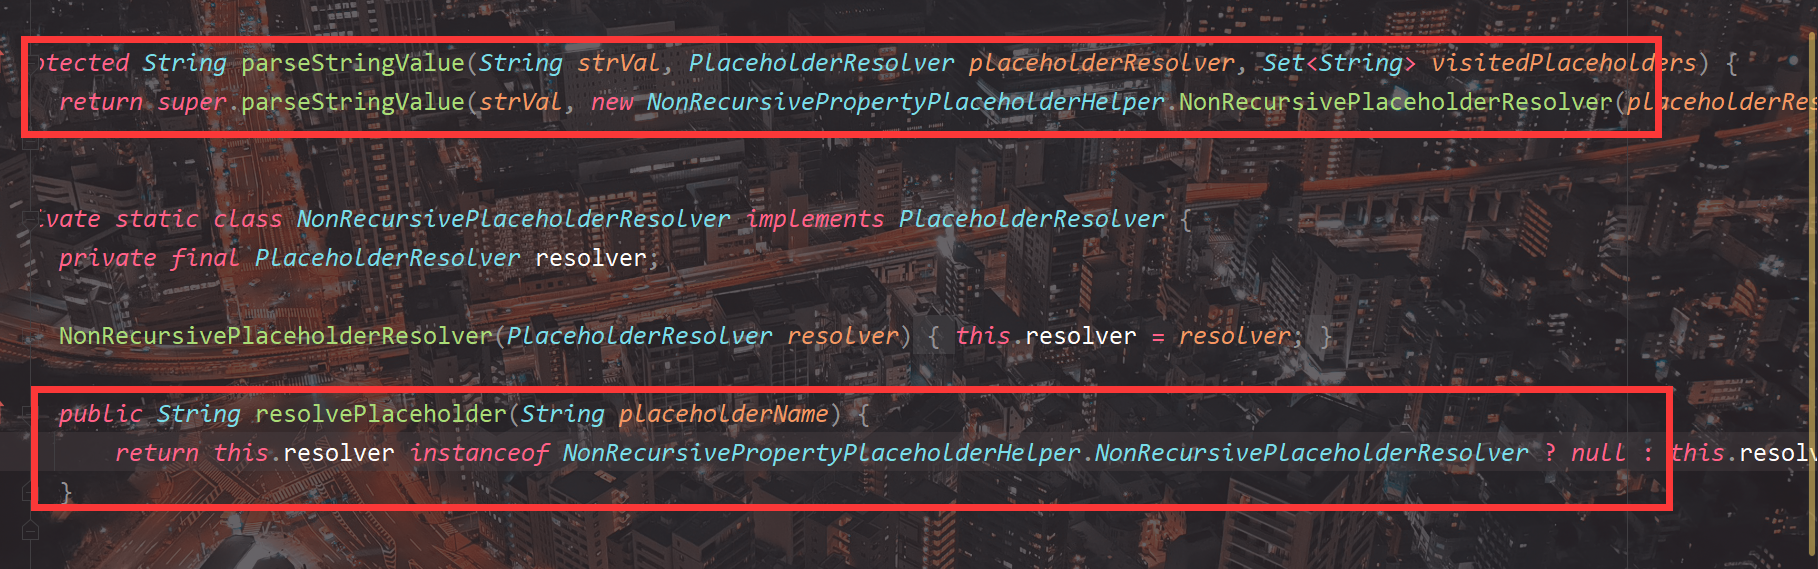 otected String parseStringValue(String strVal, PlaceholderResolver placeholderResolver, Set<String> visitedPlaceholders) {
return super.parseStringValue(strVal, new NonRecursivePropertyPlaceholderHelper.NonRecursivePlaceholderResolver(placeholderRes
ivate static class NonRecursivePlaceholderResolver implements PlaceholderResolver {
private final PlaceholderResolver resolver;
NonRecursivePlaceholderResolver(PlaceholderResolver resolver) { this.resolver = resolver; }
public String resolvePlaceholder(String placeholderName) {
return this.resolver instanceof NonRecursivePropertyPlaceholderHelper.NonRecursivePlaceholderResolver ? null : this.resolv
}